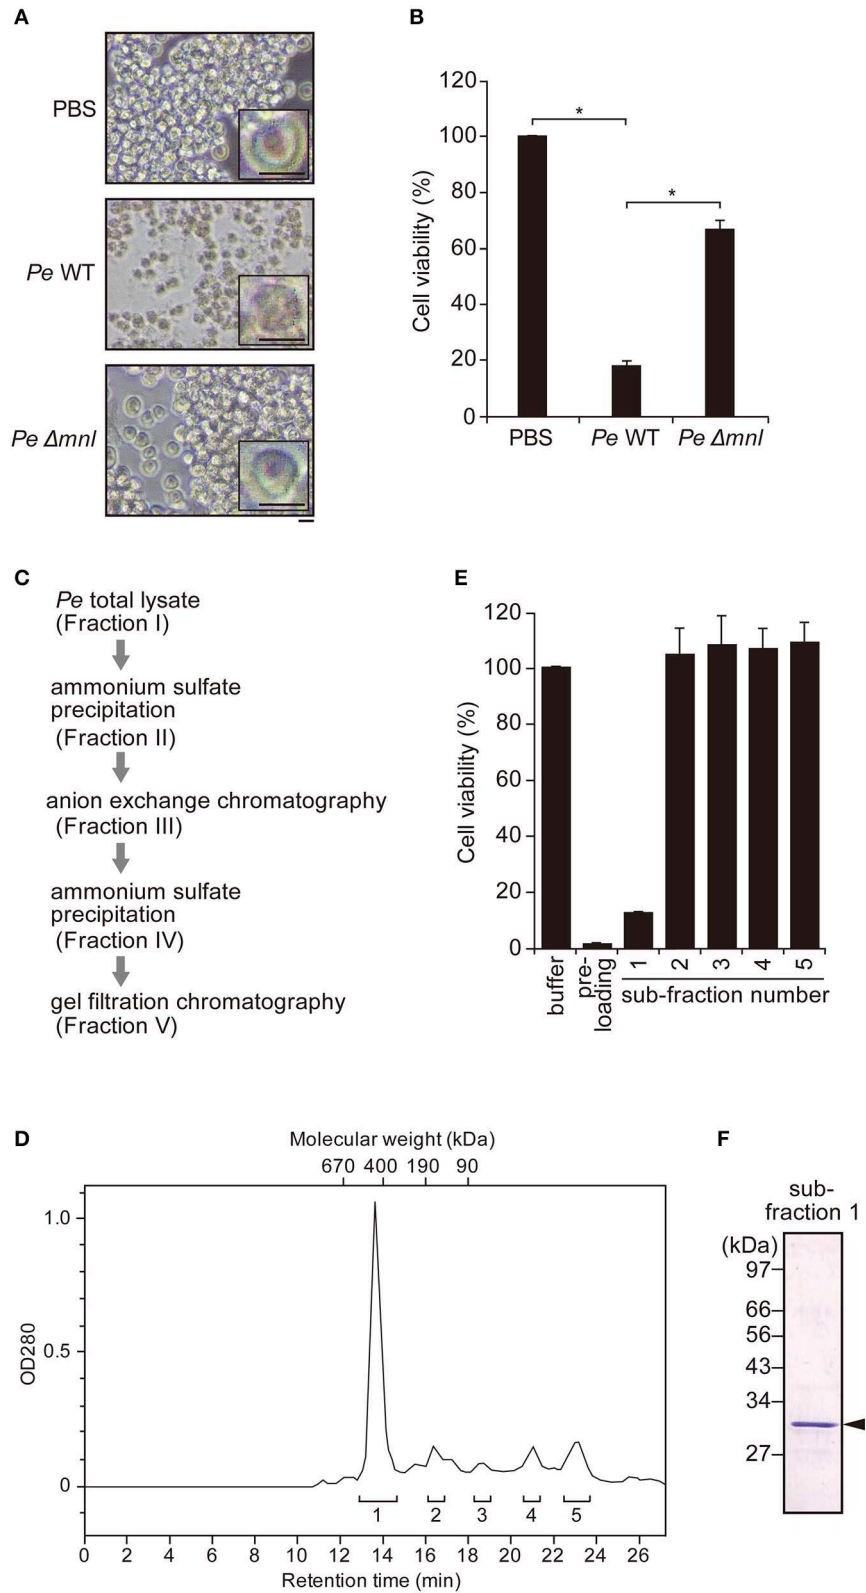 A
PBS
Pe WT
Pe Δmnl
B
Cell viability (%)
120
100
80
60
40
20
0
*
*
PBS
Pe WT
Pe Δmnl
C
Pe total lysate
(Fraction I)
ammonium sulfate
precipitation
(Fraction II)
anion exchange chromatography
(Fraction III)
ammonium sulfate
precipitation
(Fraction IV)
gel filtration chromatography
(Fraction V)
E
Cell viability (%)
120
100
80
60
40
20
0
buffer
pre-
loading
1
2
3
4
5
sub-fraction number
D
Molecular weight (kDa)
670 400 190 90
OD280
1.0
0.5
0
1 2 3 4 5
0 2 4 6 8 10 12 14 16 18 20 22 24 26
Retention time (min)
F
sub-
fraction 1
(kDa)
97
66
56
43
34
27